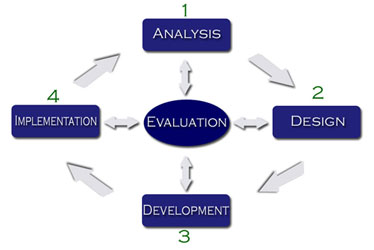 1
ANALYSIS
4
2
IMPLEMENTATION
EVALUATION
DESIGN
DEVELOPMENT
3